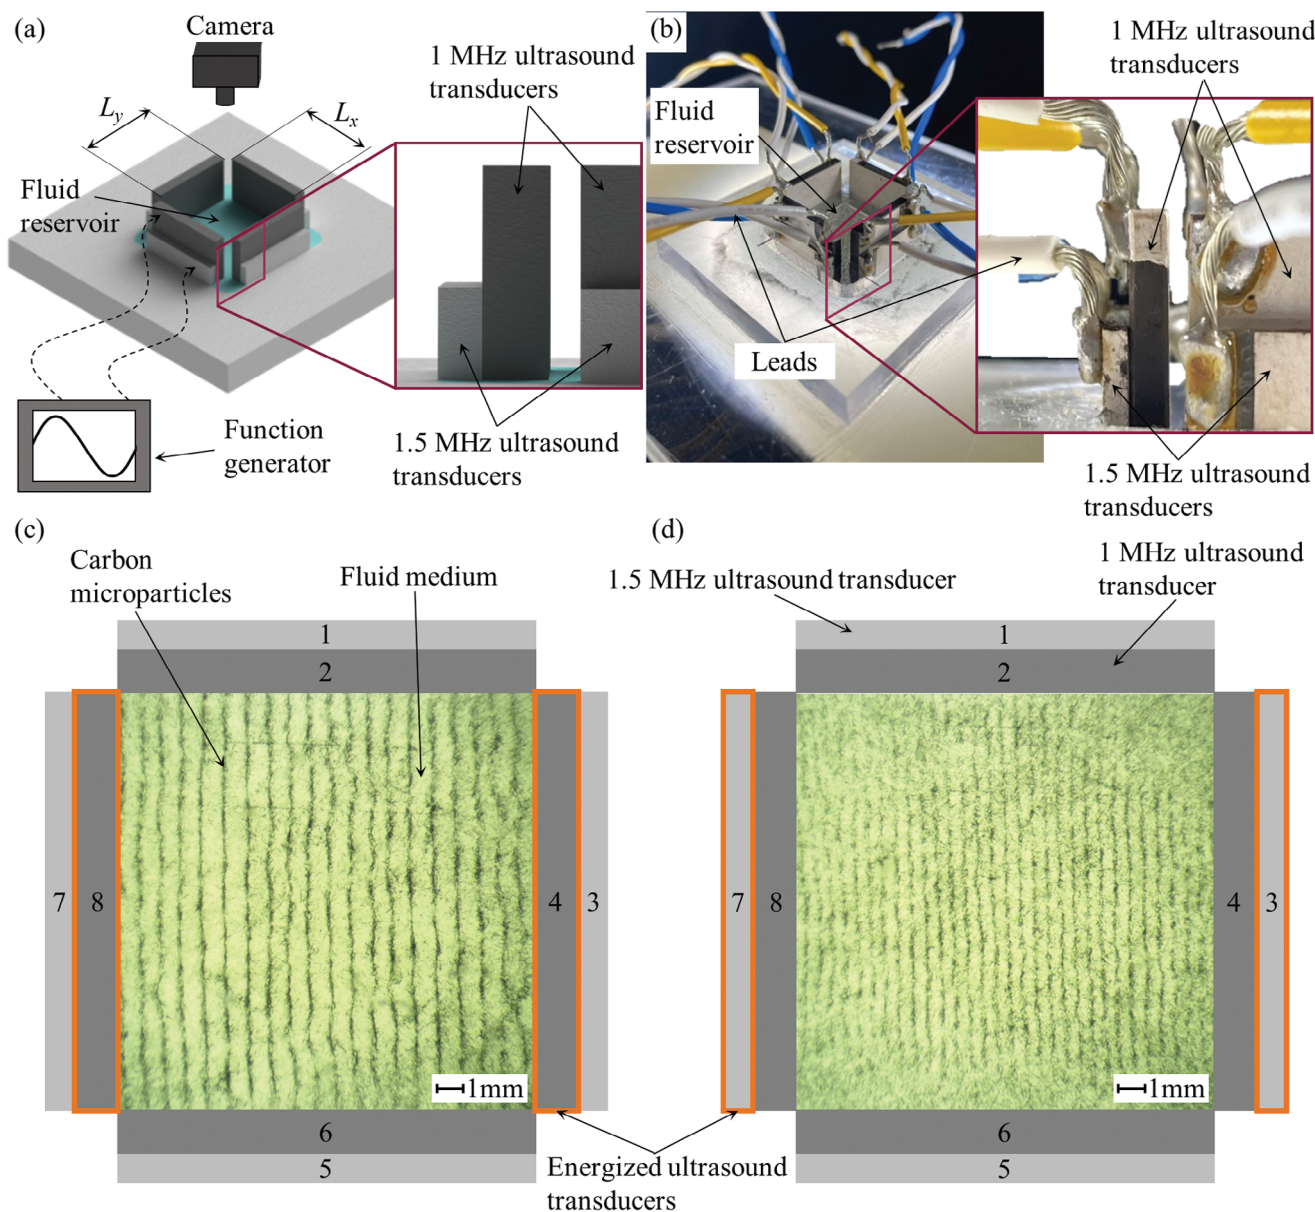 (a)
Camera
1 MHz ultrasound
transducers
Ly
Lx
Fluid
reservoir
Function
generator
1.5 MHz ultrasound
transducers
(b)
Fluid
reservoir
1 MHz ultrasound
transducers
Leads
1.5 MHz ultrasound
transducers
(c)
Carbon
microparticles
Fluid medium
1
2
7
8
4
3
1mm
6
5
Energized ultrasound
transducers
(d)
1.5 MHz ultrasound transducer
1 MHz ultrasound
transducer
1
2
7
8
4
3
1mm
6
5